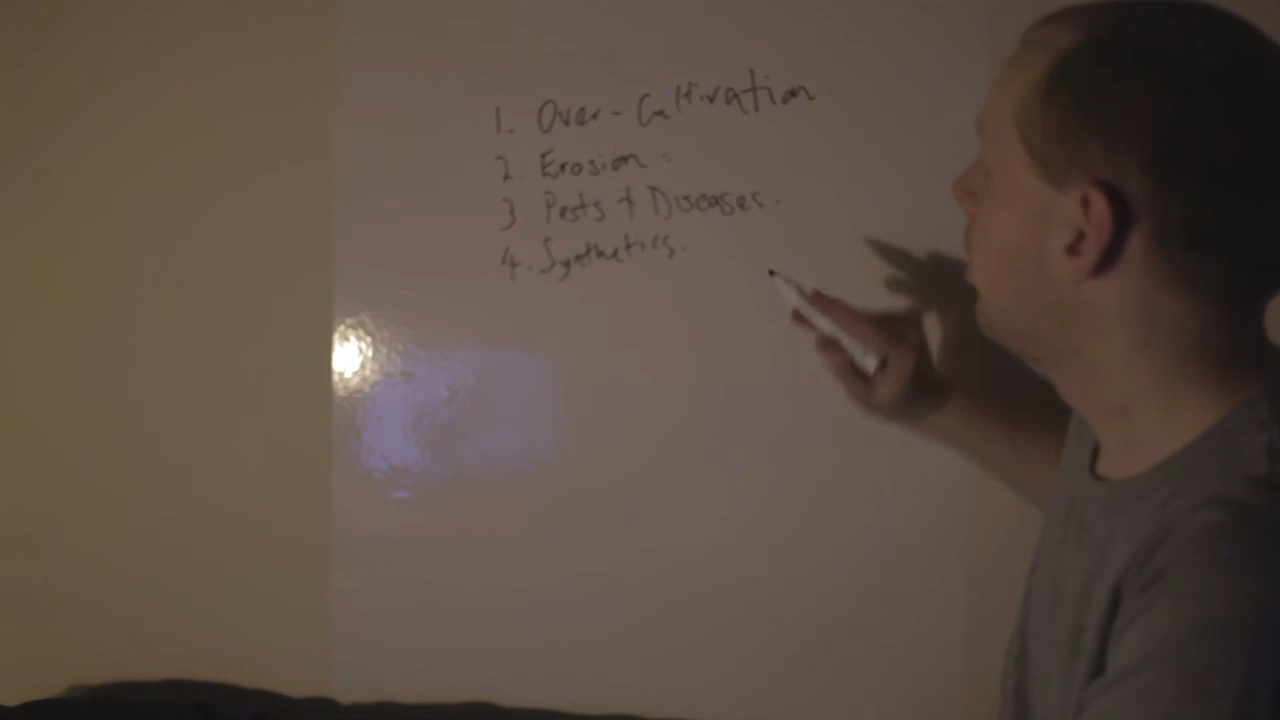 1. Over-Cultivation.
2. Erosion.
3. Pests + Diseases.
4. Synthetics.